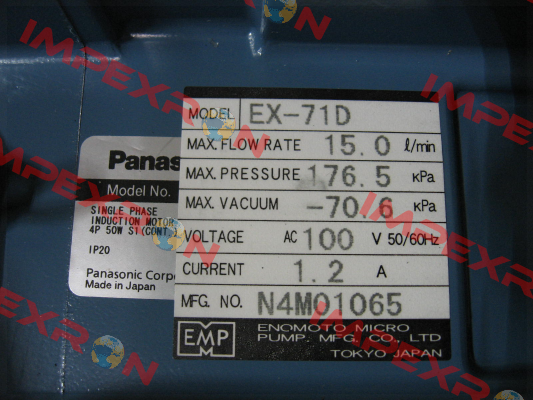 IMPEXRON
MODEL EX-71D
MAX. FLOW RATE 15.0 ℓ/min
MAX. PRESSURE 176.5 KPa
MAX. VACUUM -70.6 KPa
VOLTAGE AC 100 V 50/60Hz
CURRENT 1.2 A
MFG. NO. N4M01065
EMP
M
ENOMOTO MICRO
PUMP. MFG. CO., LTD
TOKYO JAPAN
Panas
Model No.
SINGLE PHASE
INDUCTION MOTOR
4P 50W S1(CONT.)
IP20
Panasonic Corpo
Made in Japan
IMPEXRON
IMPEXRON
IMPEXRON
IMPEXRON